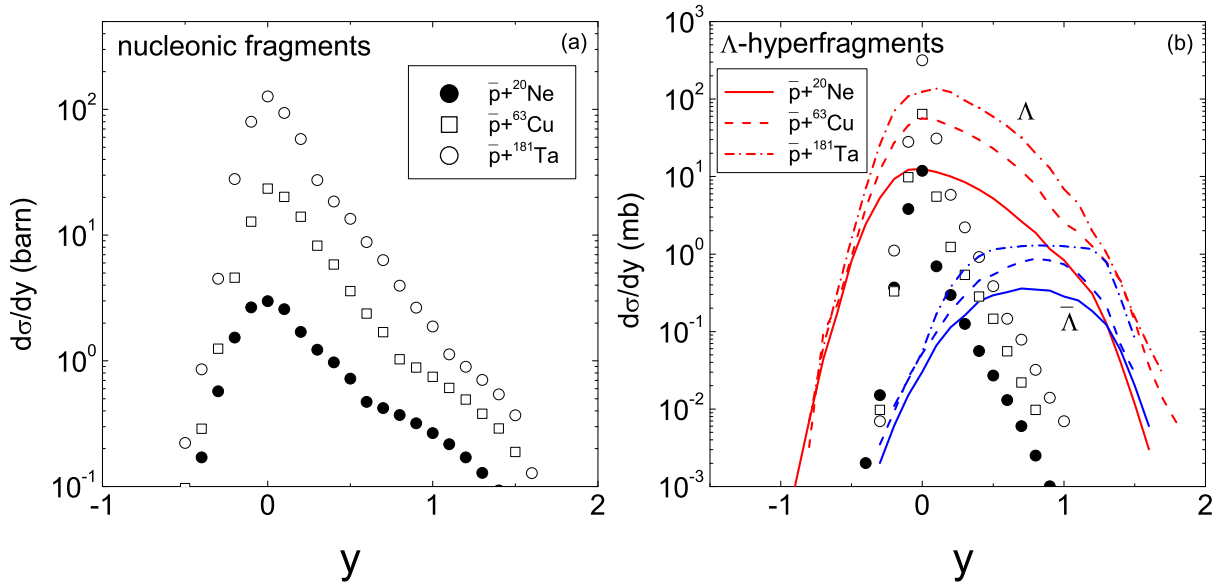 nucleonic fragments
(a)
p̅+²⁰Ne
p̅+⁶³Cu
p̅+¹⁸¹Ta
dσ/dy (barn)
10²
10¹
10⁰
10⁻¹
-1 0 1 2
y
Λ-hyperfragments
(b)
p̅+²⁰Ne
p̅+⁶³Cu
p̅+¹⁸¹Ta
Λ
Λ̅
dσ/dy (mb)
10³
10²
10¹
10⁰
10⁻¹
10⁻²
10⁻³
-1 0 1 2
y